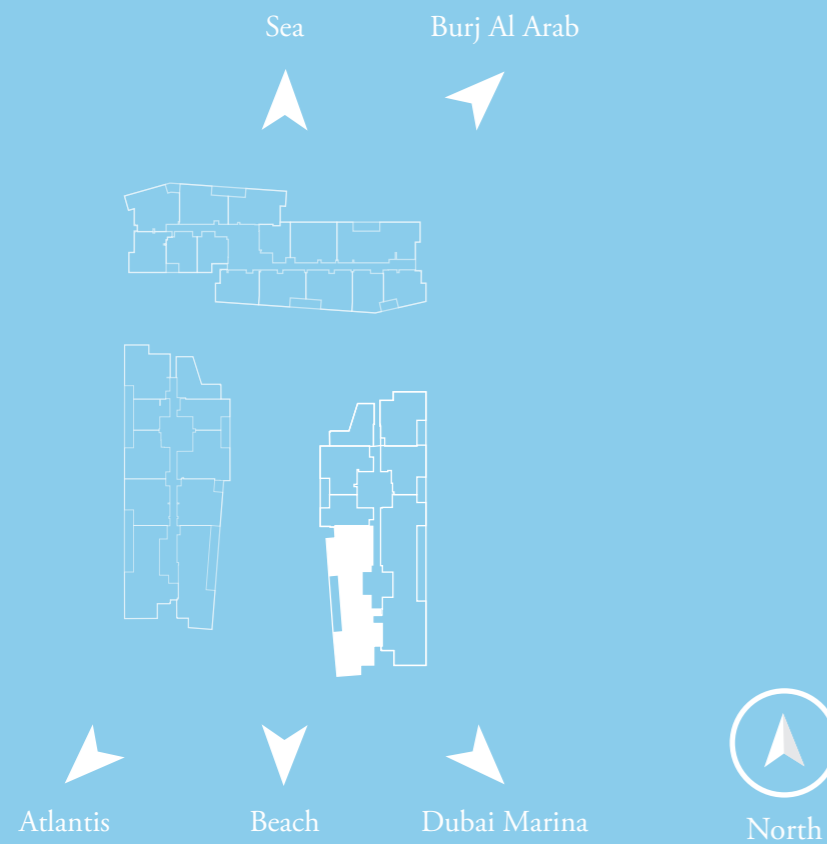 Sea
Burj Al Arab
Atlantis
Beach
Dubai Marina
North